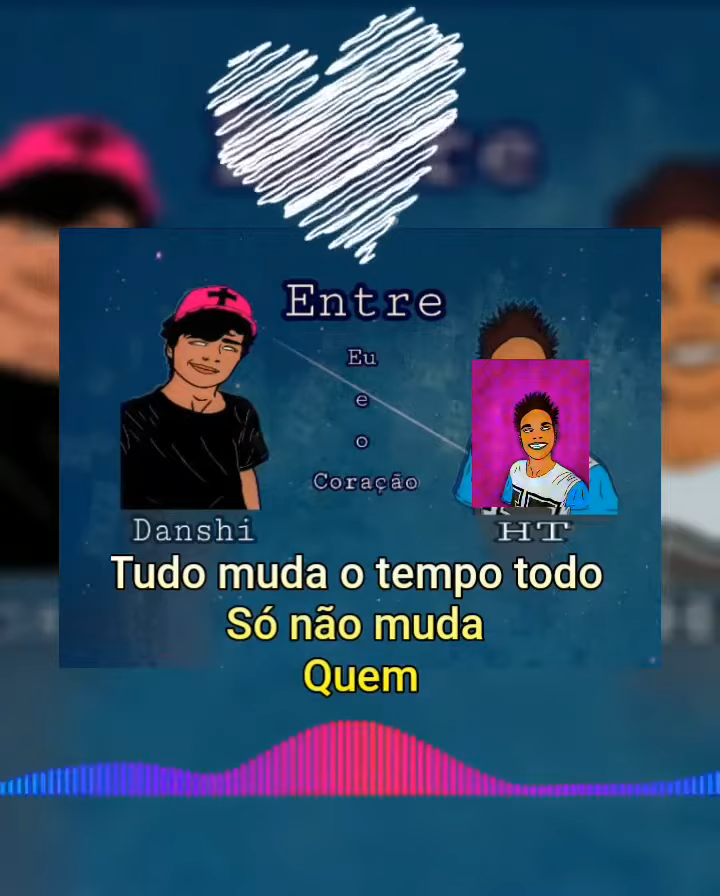 Entre
Eu
e
o
Coração
Danshi
HT
Tudo muda o tempo todo
Só não muda
Quem